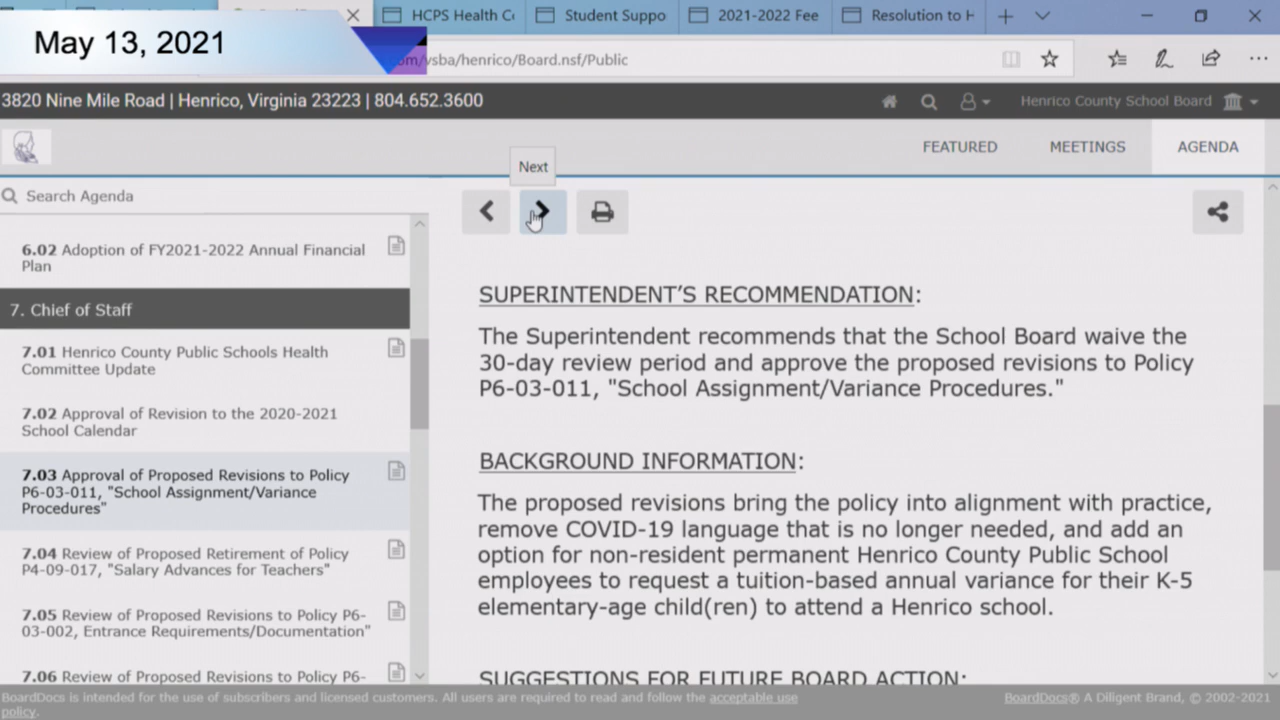 HCPS Health Co
Student Suppo
2021-2022 Fee
Resolution to H
May 13, 2021
/vsba/henrico/Board.nsf/Public
3820 Nine Mile Road | Henrico, Virginia 23223 | 804.652.3600
Henrico County School Board
FEATURED
MEETINGS
AGENDA
Next
Search Agenda
6.02 Adoption of FY2021-2022 Annual Financial
Plan
7. Chief of Staff
7.01 Henrico County Public Schools Health
Committee Update
7.02 Approval of Revision to the 2020-2021
School Calendar
7.03 Approval of Proposed Revisions to Policy
P6-03-011, "School Assignment/Variance
Procedures"
7.04 Review of Proposed Retirement of Policy
P4-09-017, "Salary Advances for Teachers"
7.05 Review of Proposed Revisions to Policy P6-
03-002, Entrance Requirements/Documentation"
7.06 Review of Proposed Revisions to Policy P6-
SUPERINTENDENT'S RECOMMENDATION:
The Superintendent recommends that the School Board waive the
30-day review period and approve the proposed revisions to Policy
P6-03-011, "School Assignment/Variance Procedures."
BACKGROUND INFORMATION:
The proposed revisions bring the policy into alignment with practice,
remove COVID-19 language that is no longer needed, and add an
option for non-resident permanent Henrico County Public School
employees to request a tuition-based annual variance for their K-5
elementary-age child(ren) to attend a Henrico school.
SUGGESTIONS FOR FUTURE BOARD ACTION:
BoardDocs is intended for the use of subscribers and licensed customers. All users are required to read and follow the acceptable use
policy.
BoardDocs® A Diligent Brand, © 2002-2021